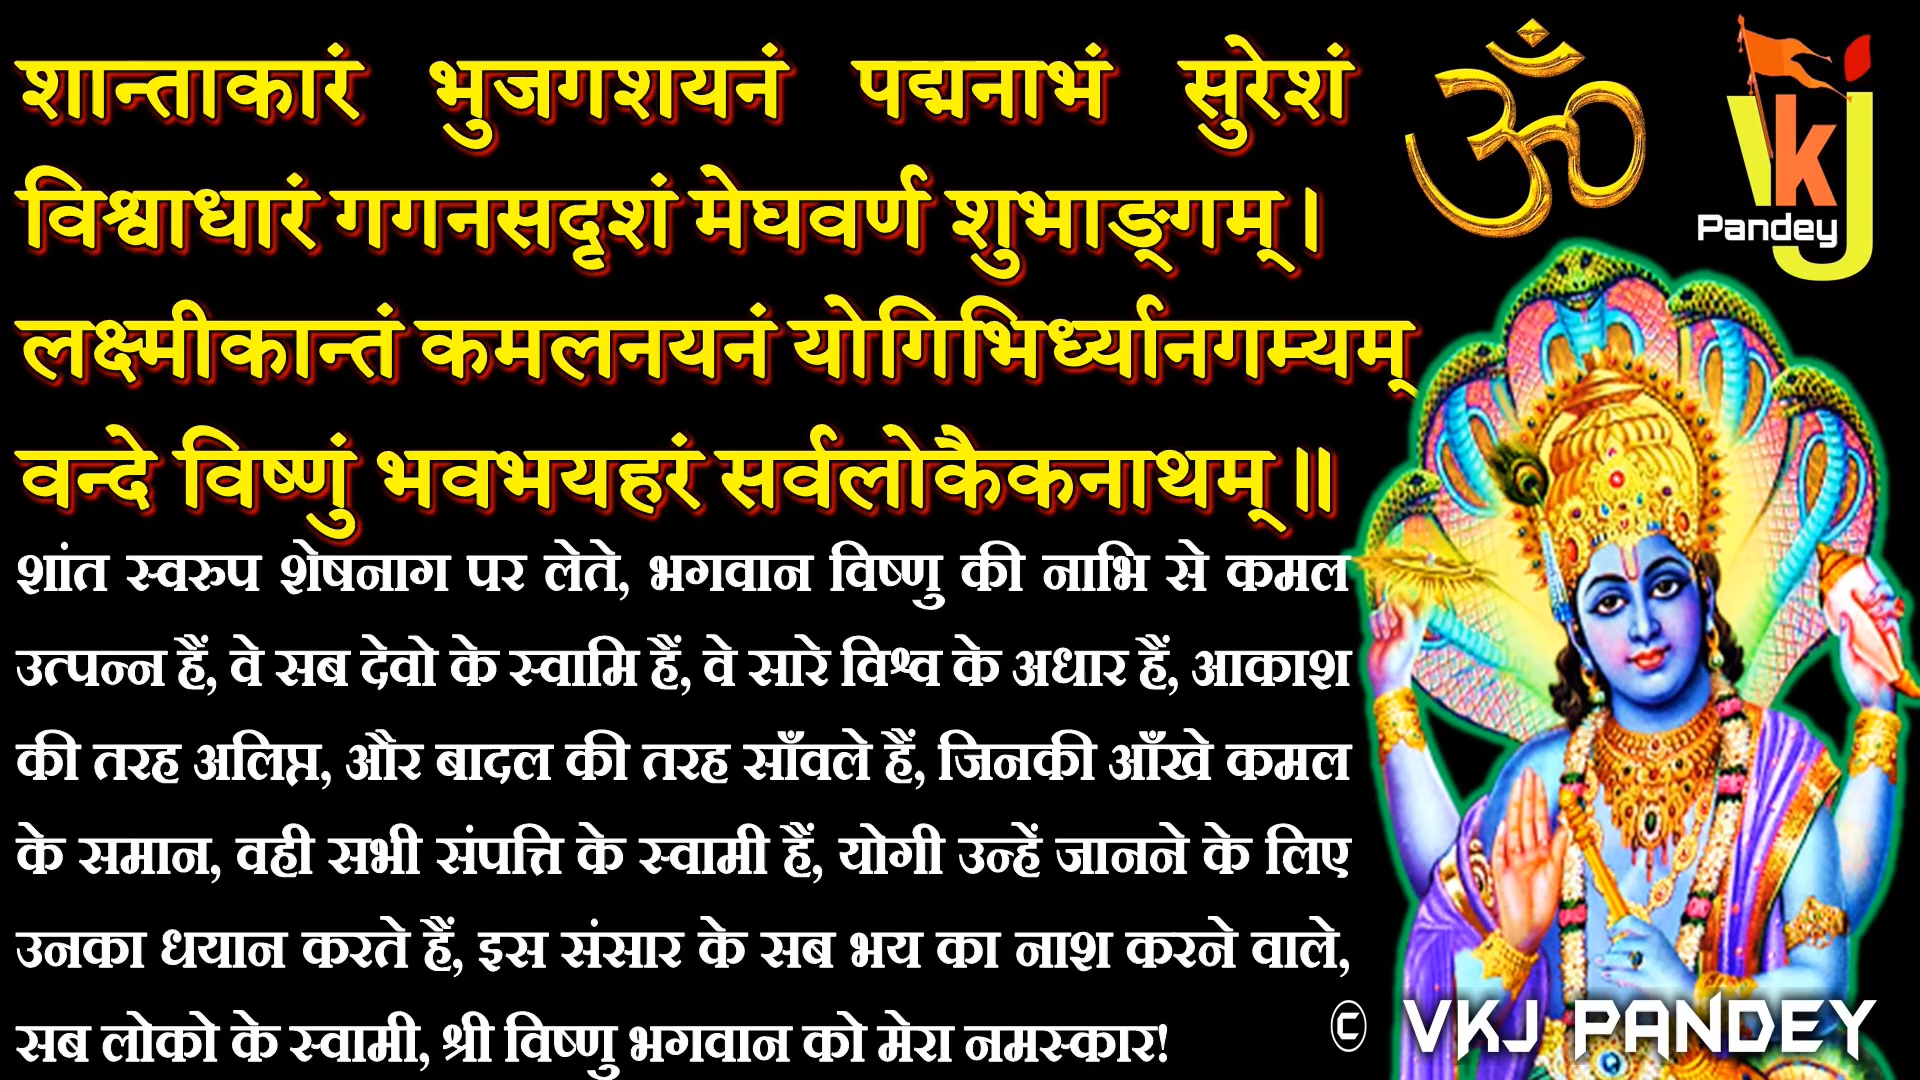 शान्ताकारं भुजगशयनं पद्मनाभं सुरेशं
विश्वाधारं गगनसदृशं मेघवर्ण शुभाङ्गम्।
लक्ष्मीकान्तं कमलनयनं योगिभिर्ध्यानगम्यम्
वन्दे विष्णुं भवभयहरं सर्वलोकैकनाथम्॥
शांत स्वरुप शेषनाग पर लेते, भगवान विष्णु की नाभि से कमल
उत्पन्न हैं, वे सब देवो के स्वामि हैं, वे सारे विश्व के अधार हैं, आकाश
की तरह अलिप्त, और बादल की तरह साँवले हैं, जिनकी आँखे कमल
के समान, वही सभी संपत्ति के स्वामी हैं, योगी उन्हें जानने के लिए
उनका धयान करते हैं, इस संसार के सब भय का नाश करने वाले,
सब लोको के स्वामी, श्री विष्णु भगवान को मेरा नमस्कार!
ॐ
Vkj
Pandey
© VKJ PANDEY